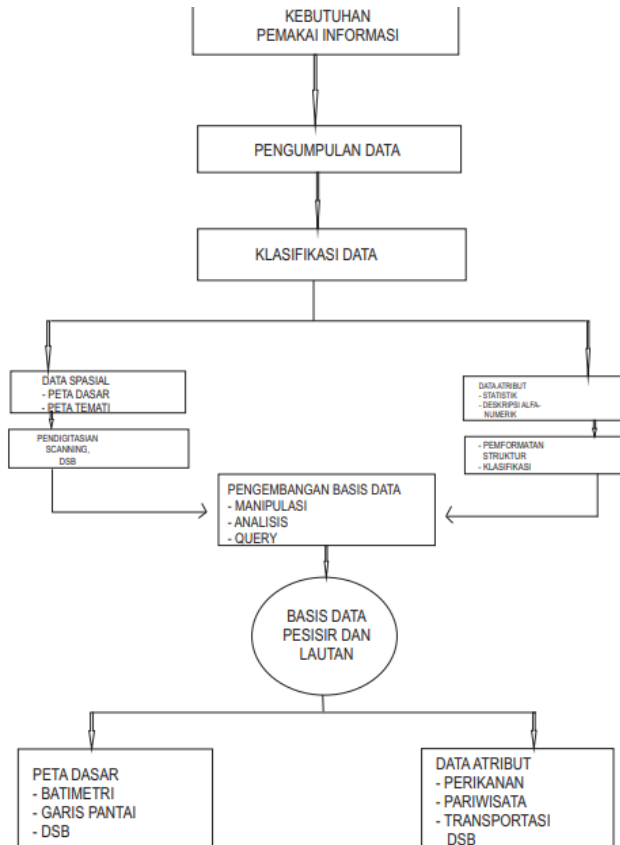 KEBUTUHAN
PEMAKAI INFORMASI
PENGUMPULAN DATA
KLASIFIKASI DATA
DATA SPASIAL
- PETA DASAR
- PETA TEMATI
PENDIGITASIAN
SCANNING,
DSB
DATA ATRIBUT
- STATISTIK
- DESKRIPSI ALFA-
NUMERIK
- PEMFORMATAN
STRUKTUR
- KLASIFIKASI
PENGEMBANGAN BASIS DATA
- MANIPULASI
- ANALISIS
- QUERY
BASIS DATA
PESISIR DAN
LAUTAN
PETA DASAR
- BATIMETRI
- GARIS PANTAI
- DSB
DATA ATRIBUT
- PERIKANAN
- PARIWISATA
- TRANSPORTASI
DSB